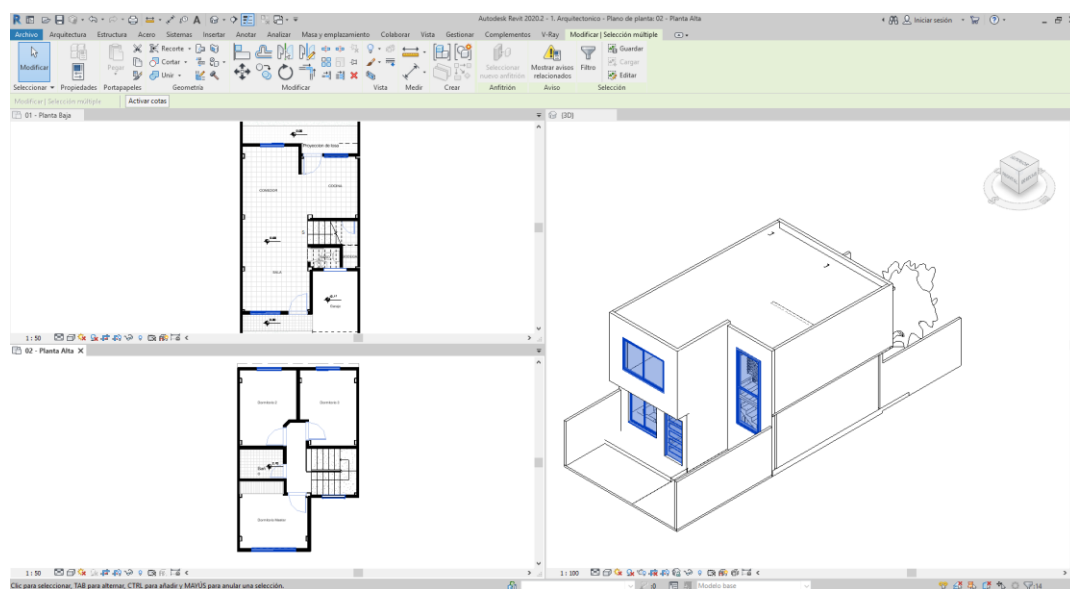 Autodesk Revit 2020.2 - 1. Arquitectonico - Plano de planta: 02 - Planta Alta
Iniciar sesión
Archivo Arquitectura Estructura Acero Sistemas Insertar Anotar Analizar Masa y emplazamiento Colaborar Vista Gestionar Complementos V-Ray Modificar | Selección múltiple
Modificar
Pegar
Recorte
Cortar
Unir
Seleccionar nuevo anfitrión
Mostrar avisos relacionados
Filtro
Guardar
Cargar
Editar
Seleccionar Propiedades Portapapeles Geometría Modificar Vista Medir Crear Anfitrión Aviso Selección
Modificar | Selección múltiple Activar cotas
01 - Planta Baja
{3D}
Proyección de losa
COMEDOR
COCINA
SALA
1 : 50
02 - Planta Alta
Dormitorio 2
Dormitorio 3
Dormitorio Master
1 : 50
1 : 100
Clic para seleccionar, TAB para alternar, CTRL para añadir y MAYÚS para anular una selección.
:0
Modelo base
:14